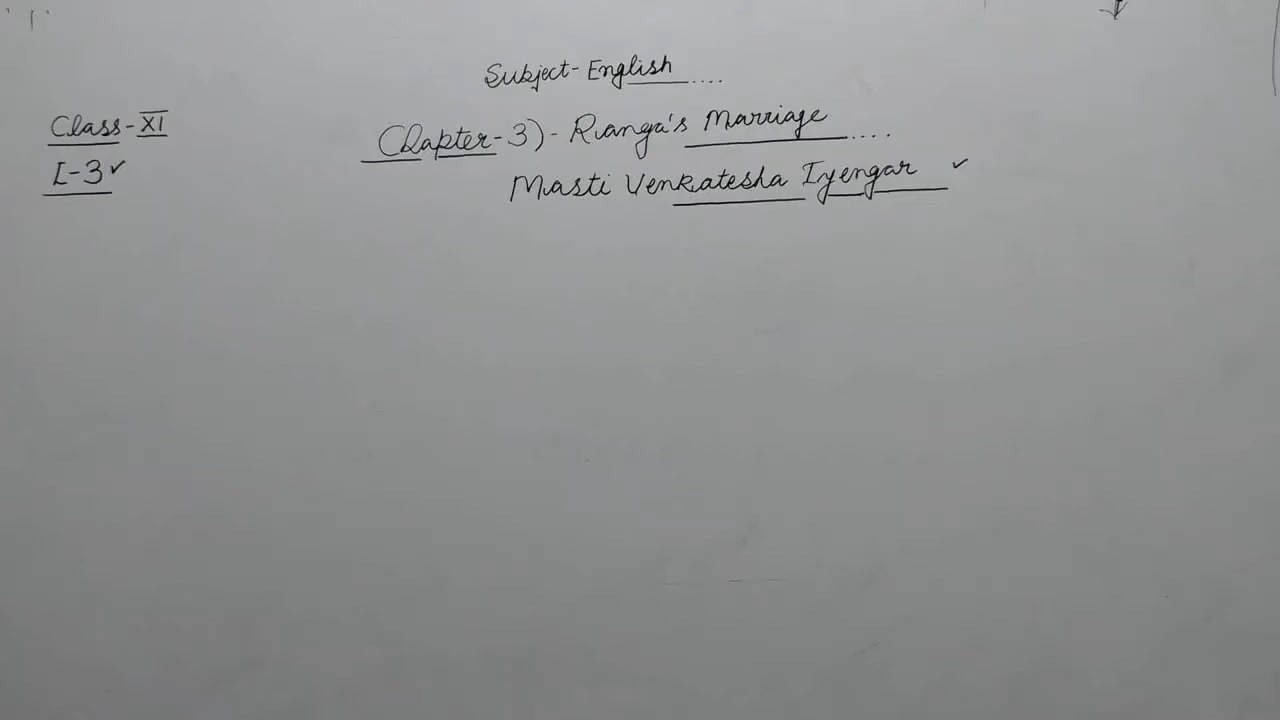 Subject- English ....
Class-XI
Chapter-3)- Ranga's Marriage ....
I-3✓
Masti Venkatesha Iyengar ✓